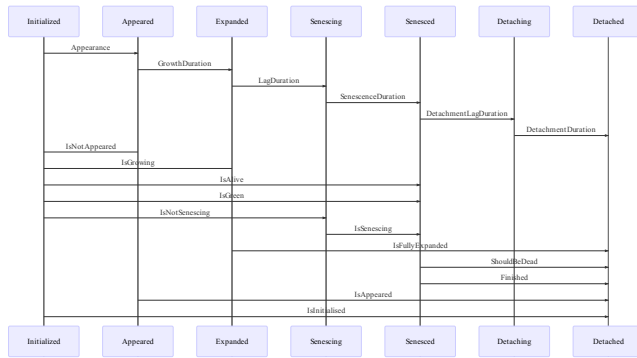 Initialized Appeared Expanded Senescing Senesced Detaching Detached
Appearance
GrowthDuration
LagDuration
SenescenceDuration
DetachmentLagDuration
DetachmentDuration
IsNotAppeared
IsGrowing
IsAlive
IsGreen
IsNotSenescing
IsSenescing
IsFullyExpanded
ShouldBeDead
Finished
IsAppeared
IsInitialised
Initialized Appeared Expanded Senescing Senesced Detaching Detached